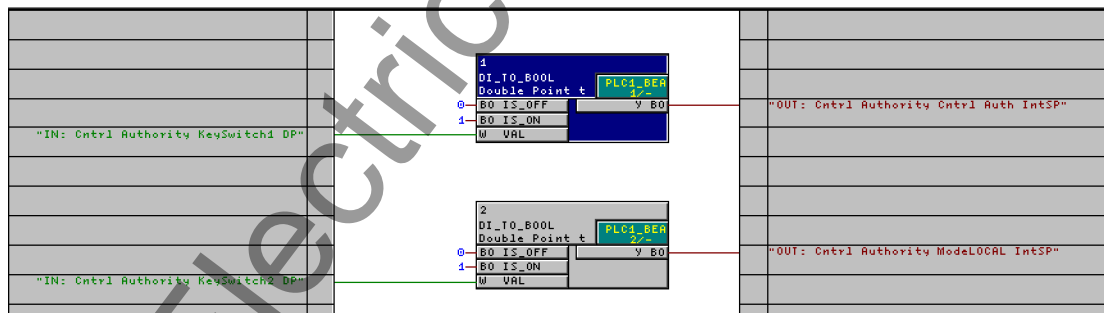 1
DI_TO_BOOL
Double Point t
PLC1_BEA
1/-
0
BO IS_OFF
Y BO
"OUT: Cntrl Authority Cntrl Auth IntSP"
1
BO IS_ON
"IN: Cntrl Authority KeySwitch1 DP"
W VAL
2
DI_TO_BOOL
Double Point t
PLC1_BEA
2/-
0
BO IS_OFF
Y BO
"OUT: Cntrl Authority ModeLOCAL IntSP"
1
BO IS_ON
"IN: Cntrl Authority KeySwitch2 DP"
W VAL
Electric